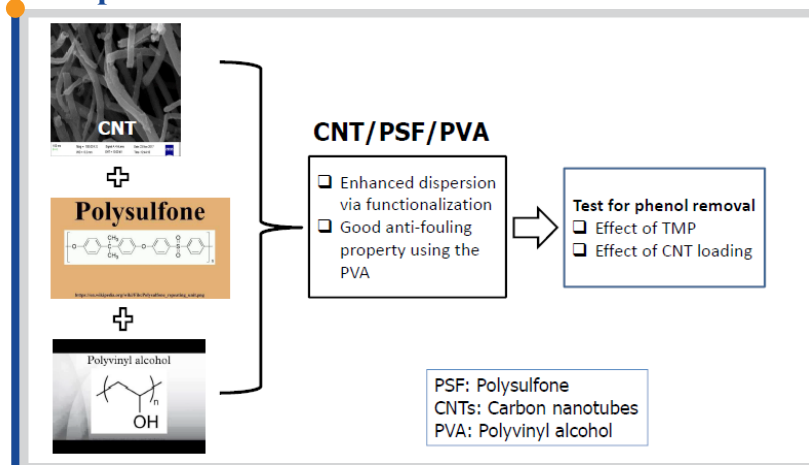 CNT
Polysulfone
O
CH₃
C
CH₃
O
O
S
O
n
https://en.wikipedia.org/wiki/File:Polysulfone_repeating_unit.png
Polyvinyl alcohol
n
OH
CNT/PSF/PVA
❑ Enhanced dispersion
via functionalization
❑ Good anti-fouling
property using the
PVA
Test for phenol removal
❑ Effect of TMP
❑ Effect of CNT loading
PSF: Polysulfone
CNTs: Carbon nanotubes
PVA: Polyvinyl alcohol